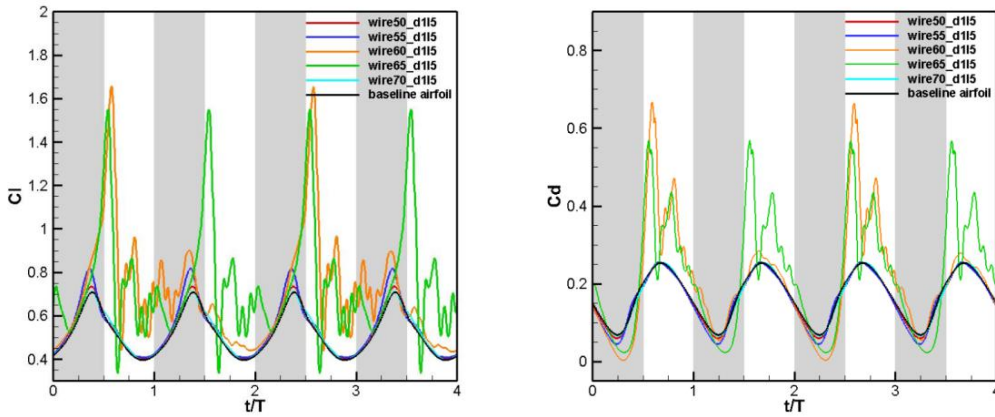 wire50_d1l5
wire55_d1l5
wire60_d1l5
wire65_d1l5
wire70_d1l5
baseline airfoil
2
1.8
1.6
1.4
1.2
1
0.8
0.6
0.4
Cl
0 1 2 3 4
t/T
wire50_d1l5
wire55_d1l5
wire60_d1l5
wire65_d1l5
wire70_d1l5
baseline airfoil
0.8
0.6
0.4
0.2
0
Cd
0 1 2 3 4
t/T